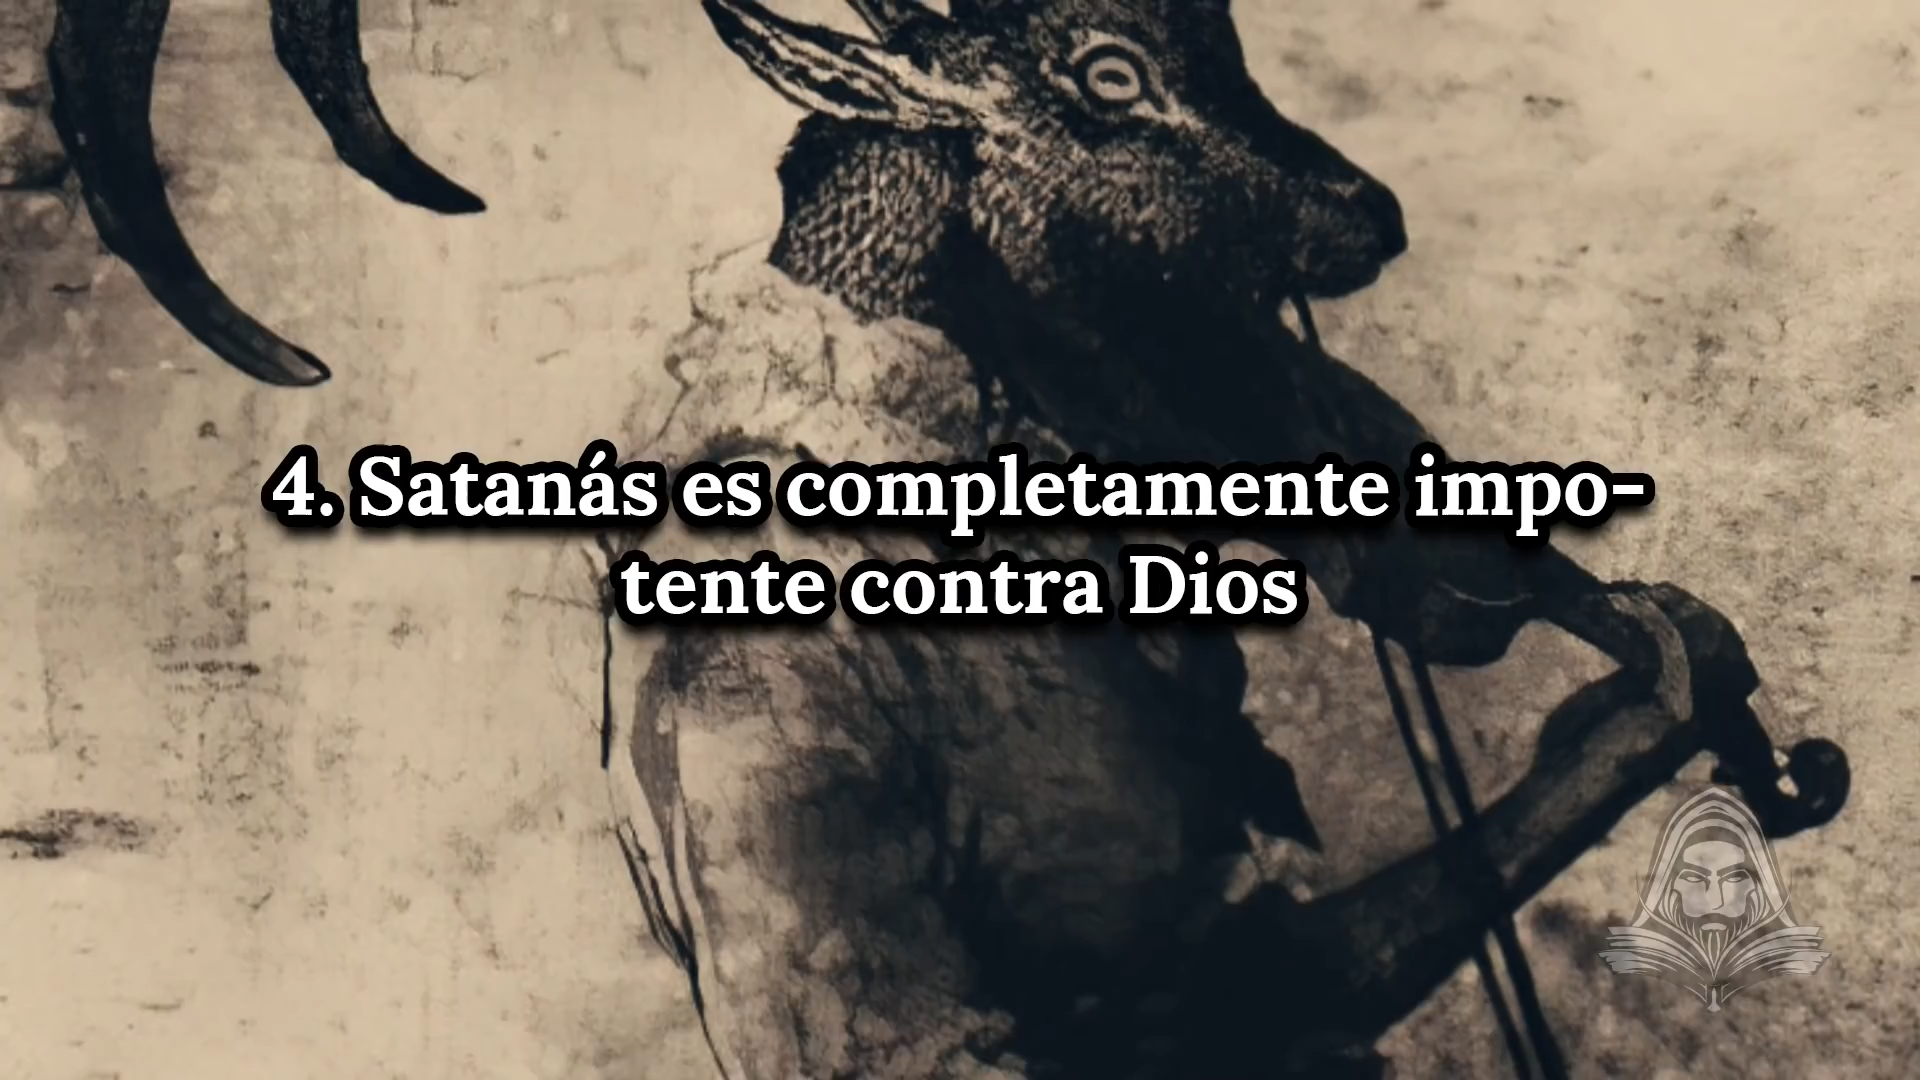 4. Satanás es completamente impo-
tente contra Dios